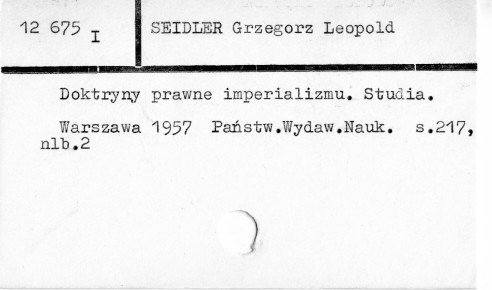 12 675 I
SEIDLER Grzegorz Leopold
Doktryny prawne imperializmu. Studia.
Warszawa 1957 Państw.Wydaw.Nauk. s.217,
nlb.2